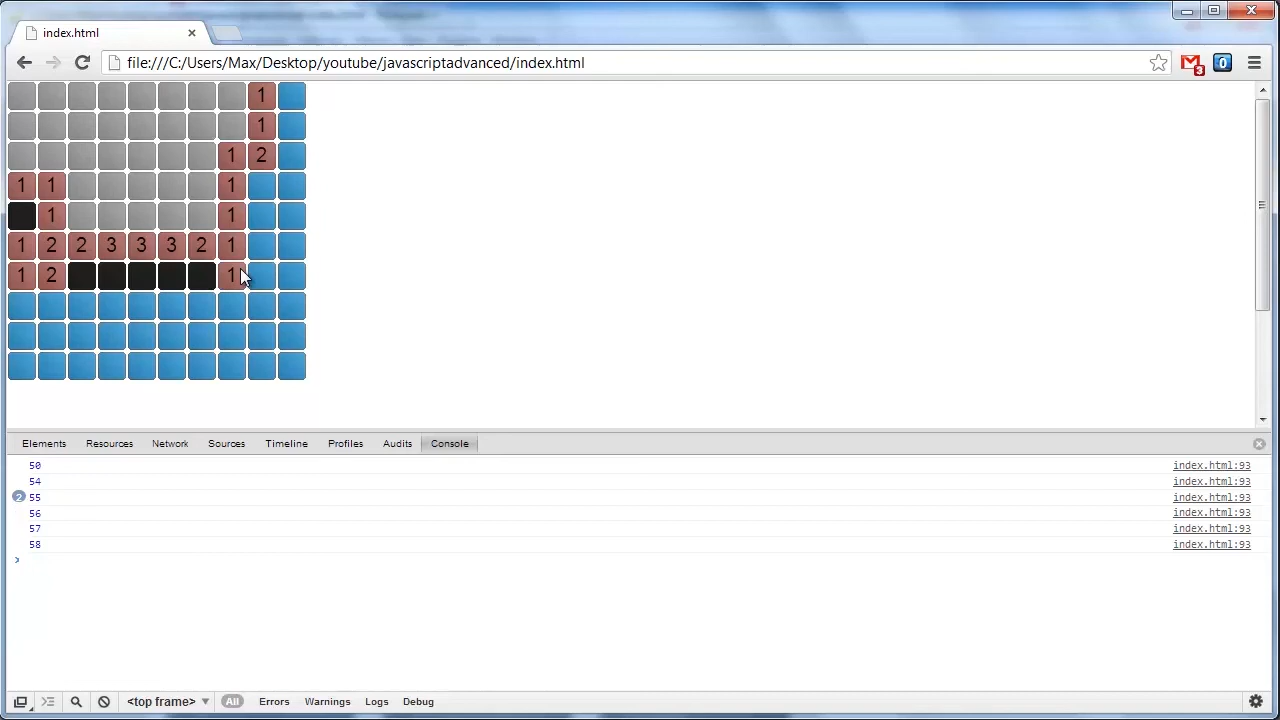 index.html
file:///C:/Users/Max/Desktop/youtube/javascriptadvanced/index.html
3
0
1
1
1 2
1 1 1
1 1
1 2 2 3 3 3 2 1
1 2 1
Elements Resources Network Sources Timeline Profiles Audits Console
50 index.html:93
54 index.html:93
2 55 index.html:93
56 index.html:93
57 index.html:93
58 index.html:93
>
<top frame> All Errors Warnings Logs Debug